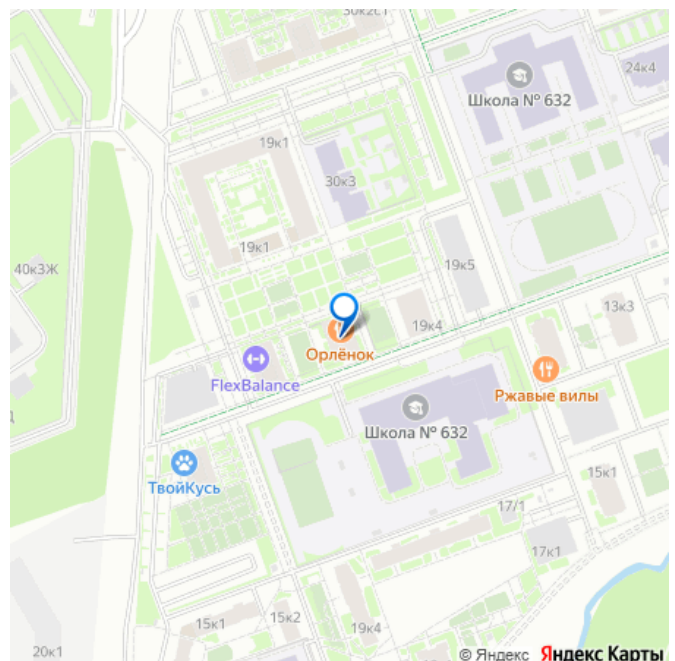 30к2с1
24к4
Школа № 632
19к1
30к3
19к1
19к5
40к3Ж
13к3
19к4
Орлёнок
FlexBalance
Ржавые вилы
Школа № 632
ТвойКусь
15к1
17/1
17к1
15к1
15к2
19к4
20к1
© Яндекс Яндекс Карты